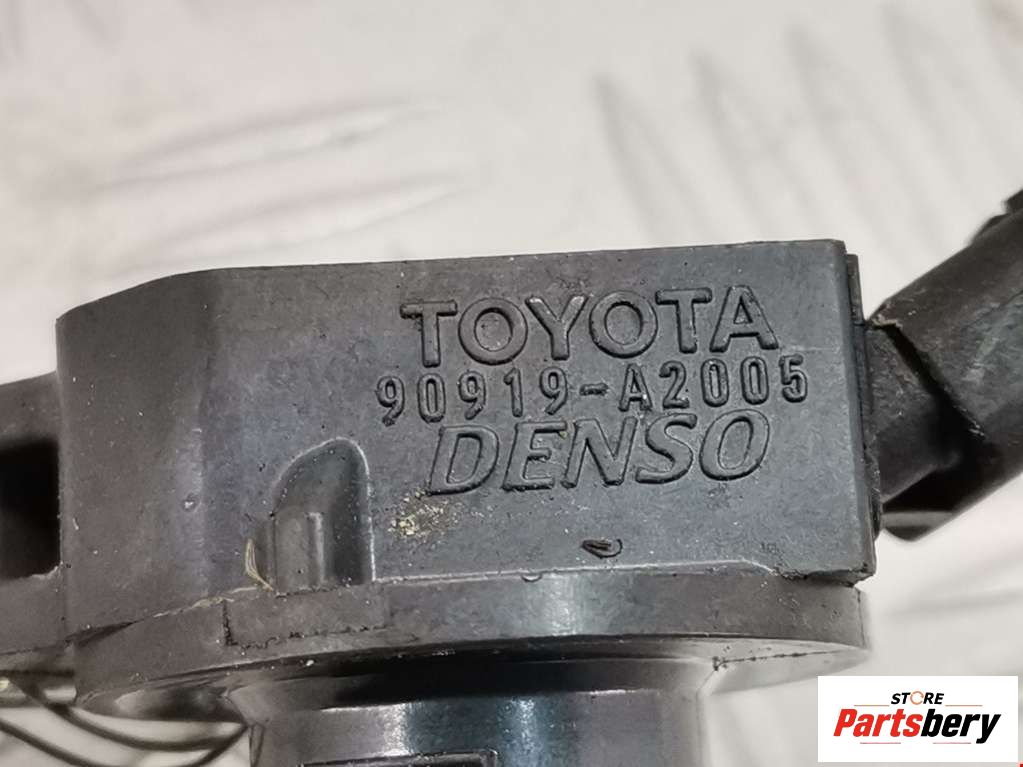 TOYOTA
90919-A2005
DENSO
STORE
Partsbery